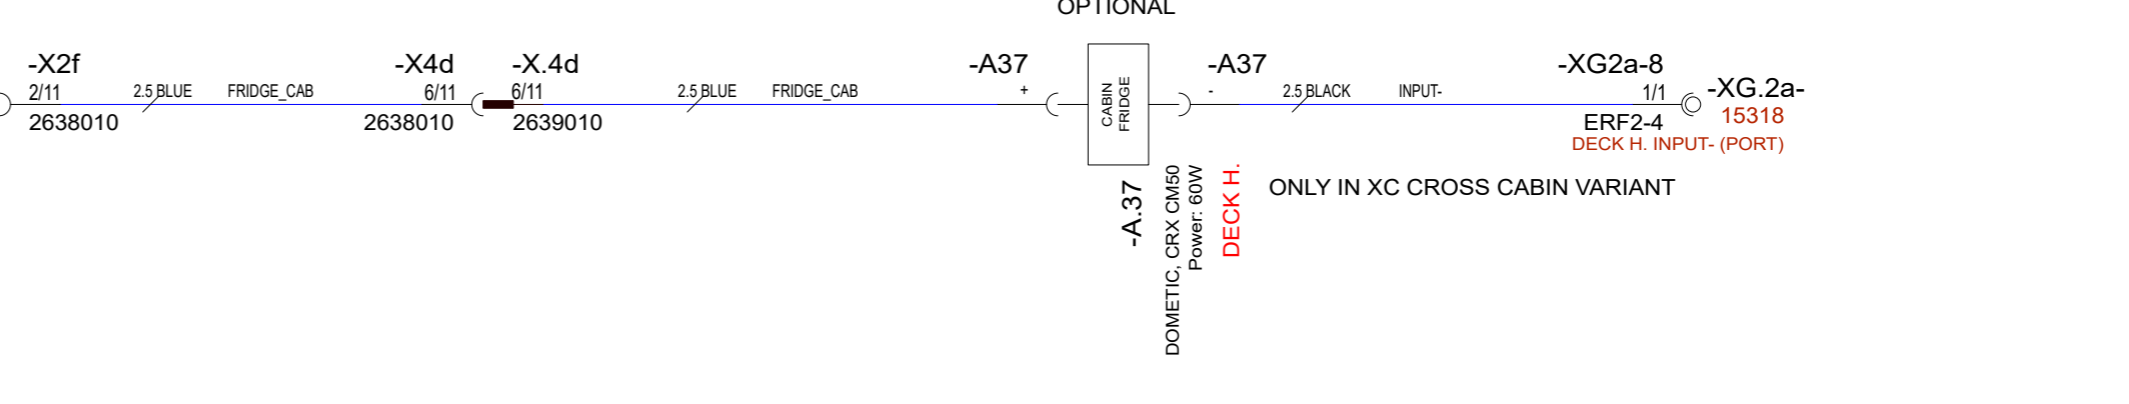 OPTIONAL
-X2f
-X4d
-X.4d
-A37
-A37
-XG2a-8
-XG.2a-
2/11
2.5 BLUE
FRIDGE_CAB
6/11
6/11
2.5 BLUE
FRIDGE_CAB
+
CABIN
FRIDGE
-
2.5 BLACK
INPUT-
1/1
15318
2638010
2638010
2639010
ERF2-4
DECK H. INPUT- (PORT)
-A.37
DOMETIC, CRX CM50
Power: 60W
DECK H.
ONLY IN XC CROSS CABIN VARIANT